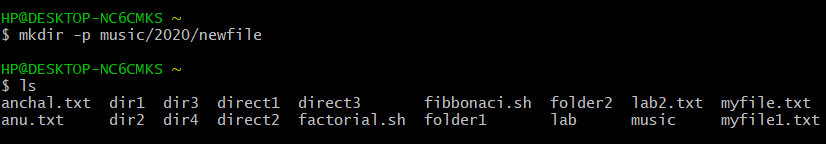 HP@DESKTOP-NC6CMKS ~
$ mkdir -p music/2020/newfile
HP@DESKTOP-NC6CMKS ~
$ ls
anchal.txt dir1 dir3 direct1 direct3 fibbonaci.sh folder2 lab2.txt myfile.txt
anu.txt dir2 dir4 direct2 factorial.sh folder1 lab music myfile1.txt